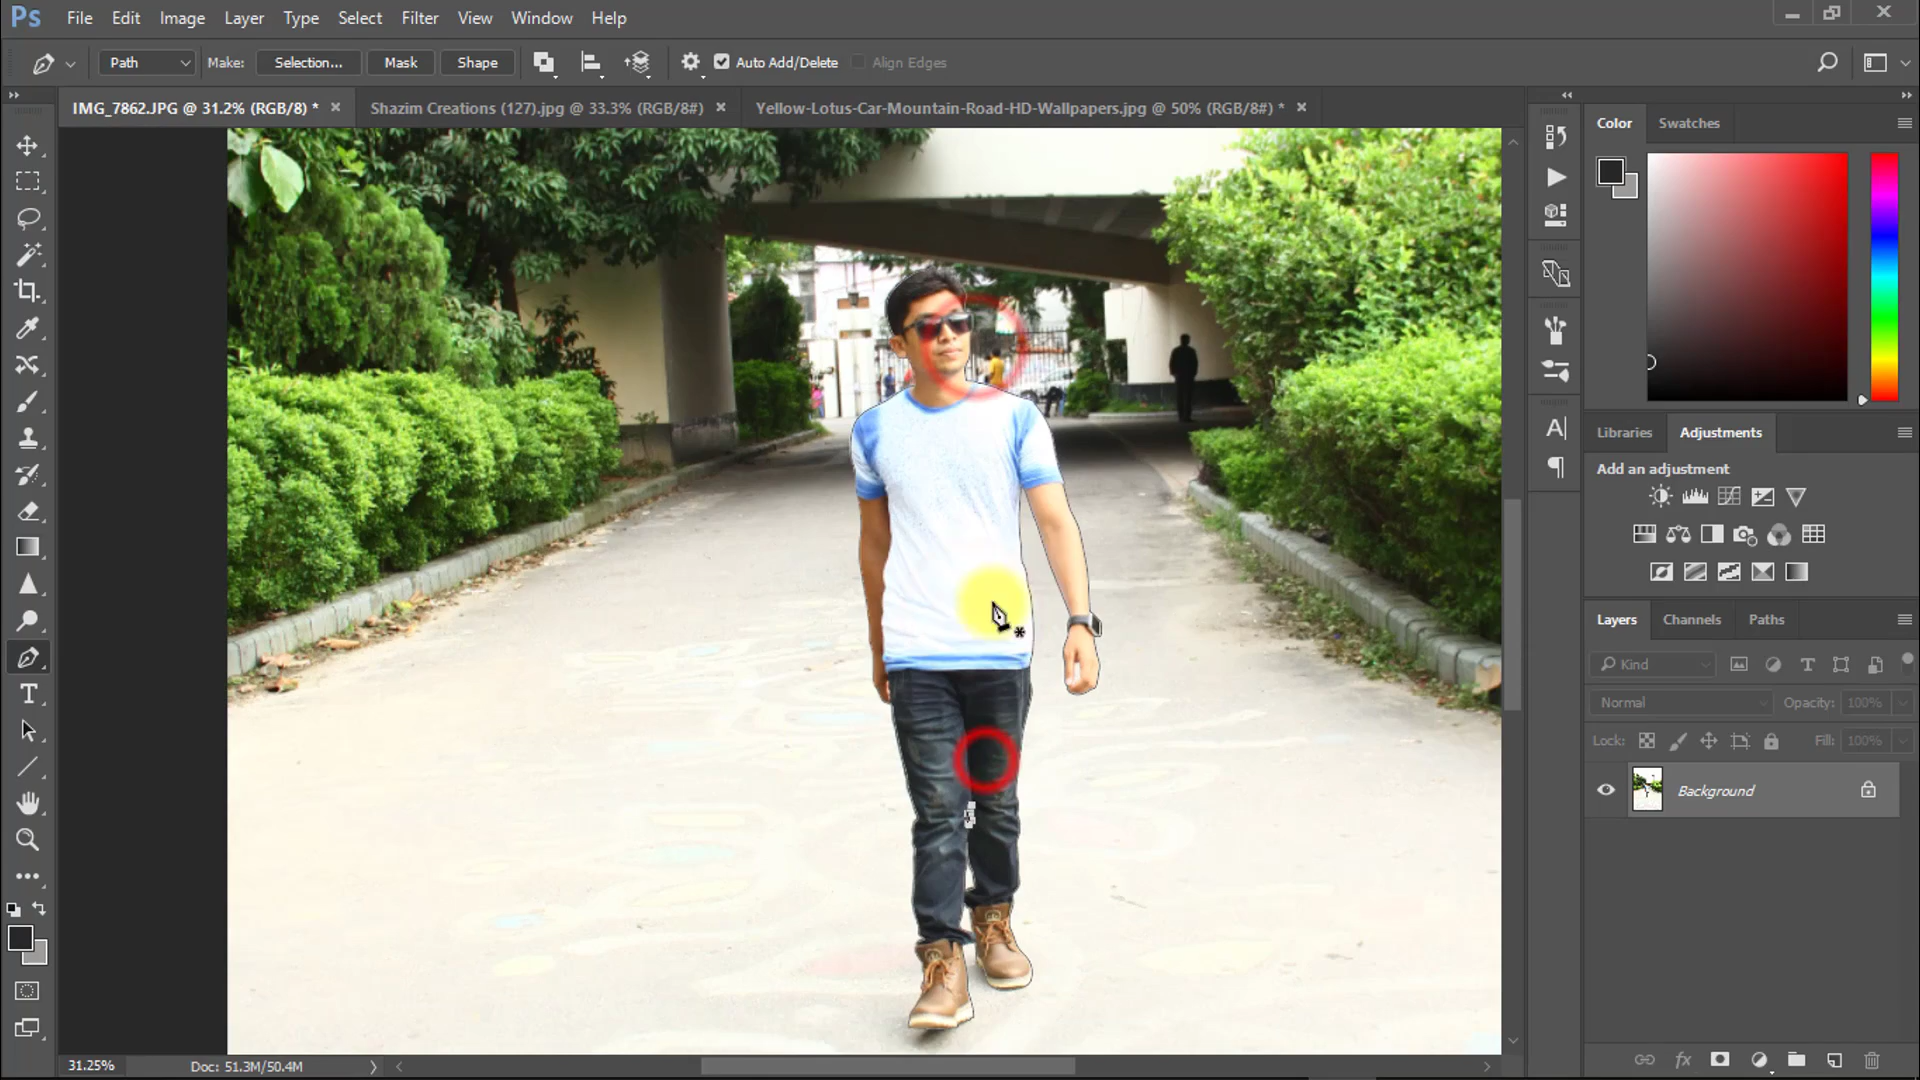 Ps File Edit Image Layer Type Select Filter View Window Help
Path Make: Selection... Mask Shape Auto Add/Delete Align Edges
IMG_7862.JPG @ 31.2% (RGB/8) * × Shazim Creations (127).jpg @ 33.3% (RGB/8#) × Yellow-Lotus-Car-Mountain-Road-HD-Wallpapers.jpg @ 50% (RGB/8#) * ×
Color Swatches
Libraries Adjustments
Add an adjustment
Layers Channels Paths
Kind
Normal Opacity: 100%
Lock: Fill: 100%
Background
31.25% Doc: 51.3M/50.4M